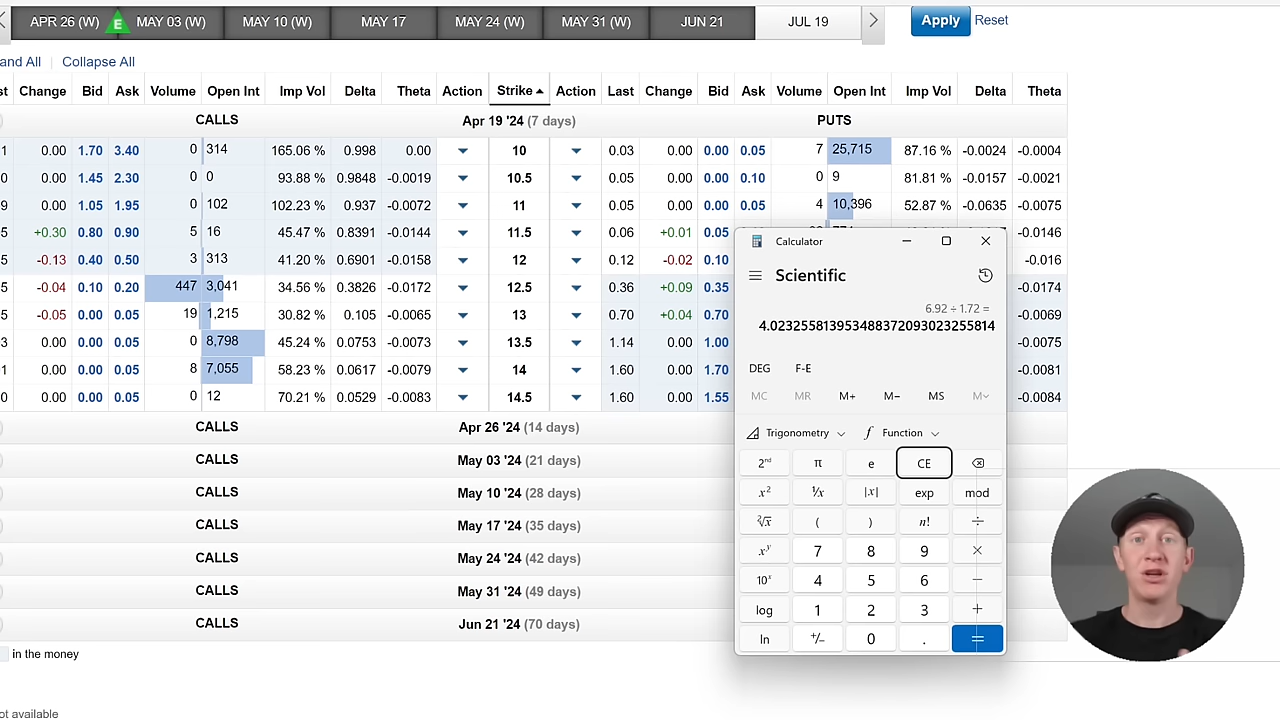 APR 26 (W) E MAY 03 (W) MAY 10 (W) MAY 17 MAY 24 (W) MAY 31 (W) JUN 21 JUL 19 Apply Reset
and All | Collapse All
Change Bid Ask Volume Open Int Imp Vol Delta Theta Action Strike Action Last Change Bid Ask Volume Open Int Imp Vol Delta Theta
CALLS Apr 19 '24 (7 days) PUTS
1 0.00 1.70 3.40 0 314 165.06 % 0.998 0.00 10 0.03 0.00 0.00 0.05 7 25,715 87.16 % -0.0024 -0.0004
0 0.00 1.45 2.30 0 0 93.88 % 0.9848 -0.0019 10.5 0.05 0.00 0.00 0.10 0 9 81.81 % -0.0157 -0.0021
9 0.00 1.05 1.95 0 102 102.23 % 0.937 -0.0072 11 0.05 0.00 0.00 0.05 4 10,396 52.87 % -0.0635 -0.0075
5 +0.30 0.80 0.90 5 16 45.47 % 0.8391 -0.0144 11.5 0.06 +0.01 0.05 -0.0146
5 -0.13 0.40 0.50 3 313 41.20 % 0.6901 -0.0158 12 0.12 -0.02 0.10 -0.016
5 -0.04 0.10 0.20 447 3,041 34.56 % 0.3826 -0.0172 12.5 0.36 +0.09 0.35 -0.0174
5 -0.05 0.00 0.05 19 1,215 30.82 % 0.105 -0.0065 13 0.70 +0.04 0.70 -0.0069
3 0.00 0.00 0.05 0 8,798 45.24 % 0.0753 -0.0073 13.5 1.14 0.00 1.00 -0.0075
1 0.00 0.00 0.05 8 7,055 58.23 % 0.0617 -0.0079 14 1.60 0.00 1.70 -0.0081
0 0.00 0.00 0.05 0 12 70.21 % 0.0529 -0.0083 14.5 1.60 0.00 1.55 -0.0084
CALLS Apr 26 '24 (14 days)
CALLS May 03 '24 (21 days)
CALLS May 10 '24 (28 days)
CALLS May 17 '24 (35 days)
CALLS May 24 '24 (42 days)
CALLS May 31 '24 (49 days)
CALLS Jun 21 '24 (70 days)
in the money
ot available
Calculator
Scientific
6.92 ÷ 1.72 =
4.0232558139534883720930232558​14
DEG F-E
MC MR M+ M− MS M
Trigonometry f Function
2nd π e CE
x² ¹/x |x| exp mod
²√x ( ) n! ÷
xʸ 7 8 9 ×
10ˣ 4 5 6 −
log 1 2 3 +
ln +/− 0 . =